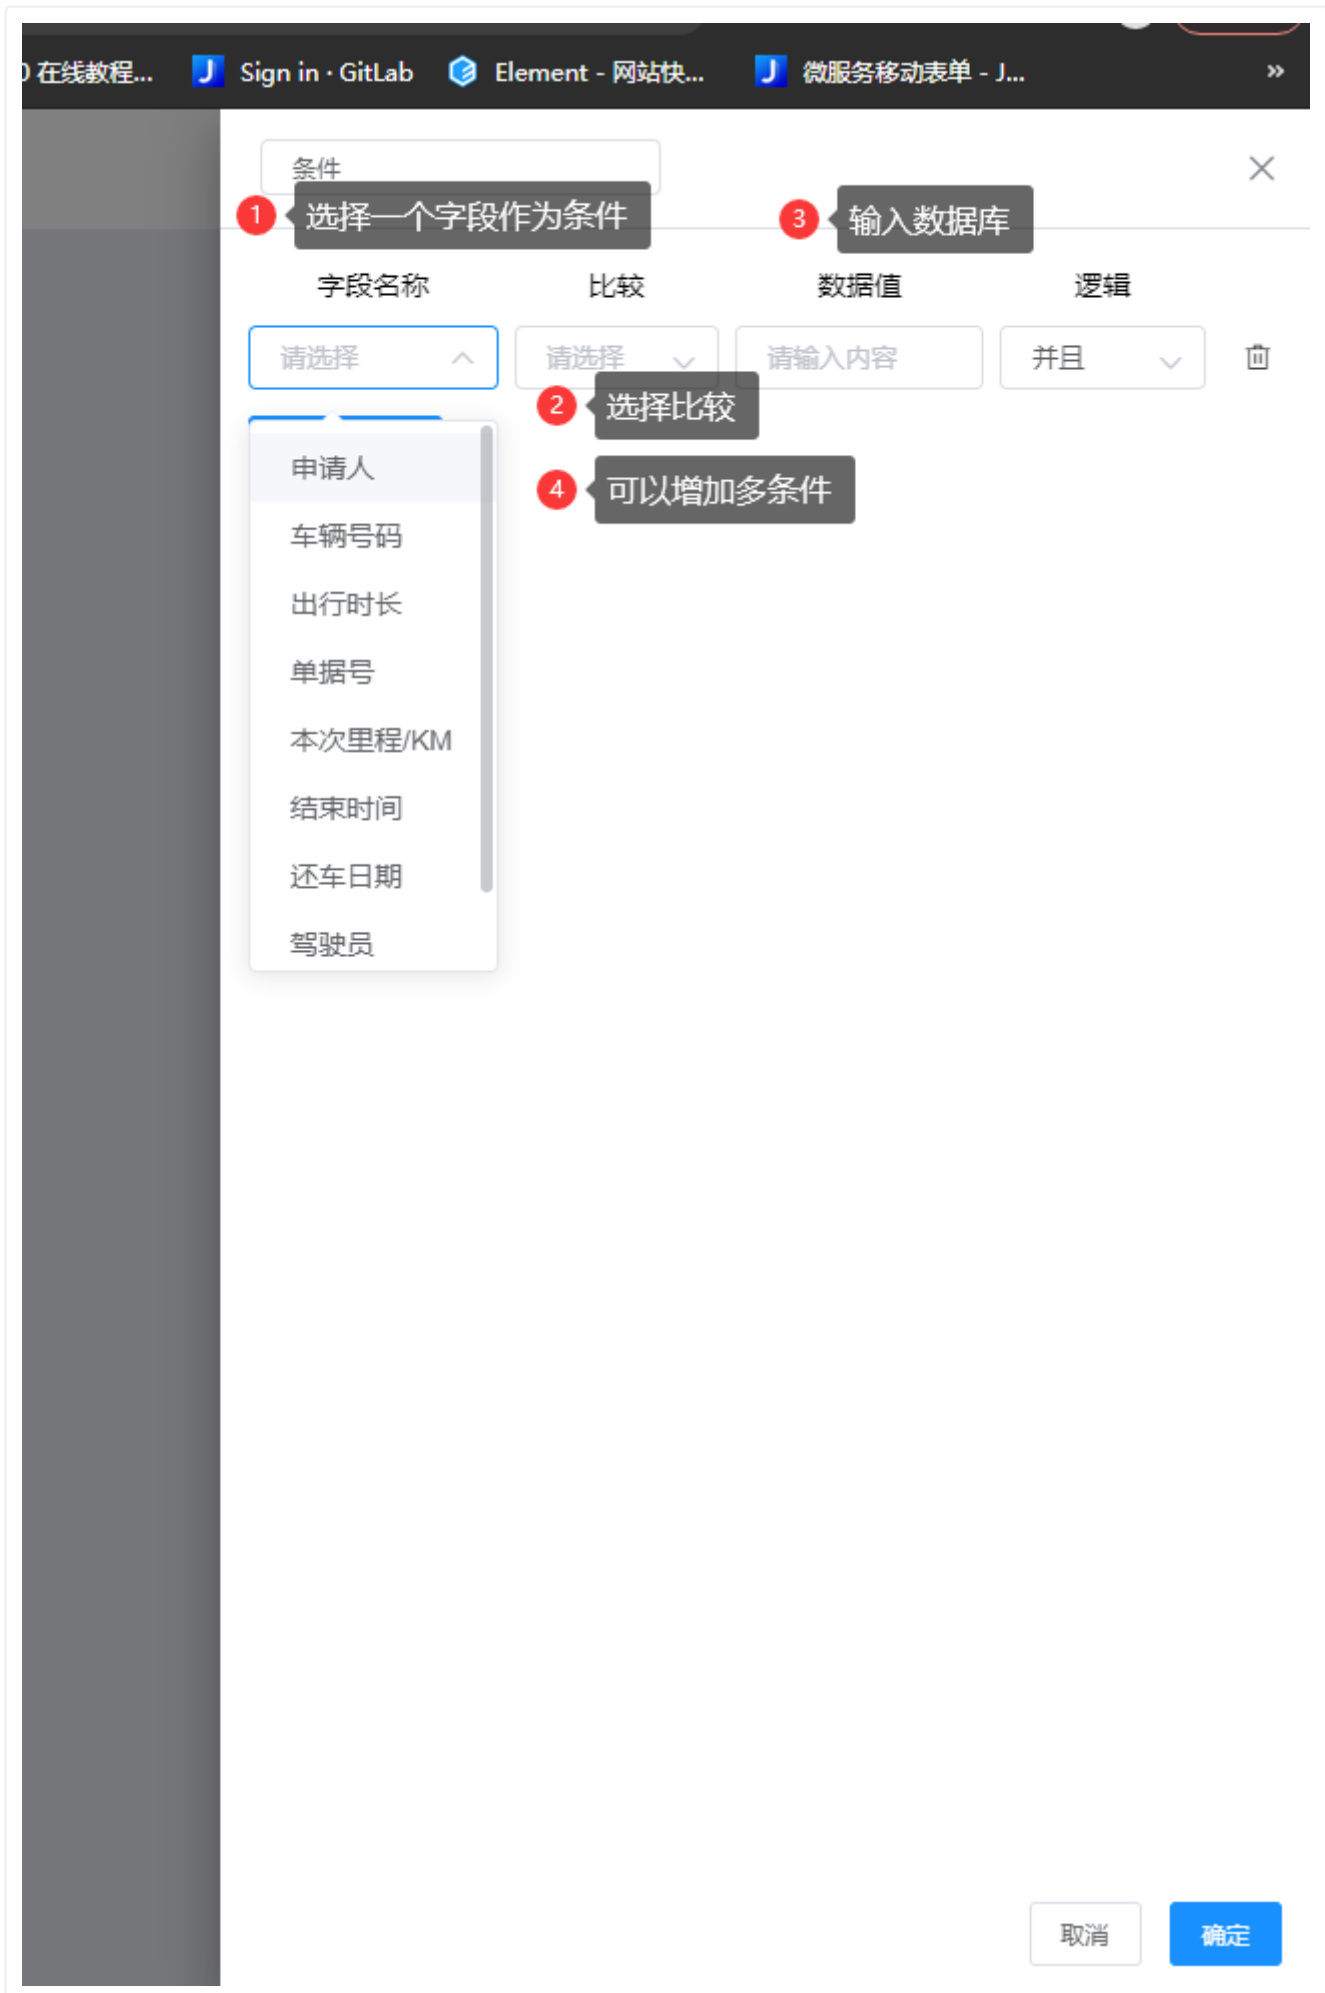 在线教程...
Sign in · GitLab
Element - 网站快...
微服务移动表单 - J...
»
条件
1 选择一个字段作为条件
3 输入数据库
字段名称 比较 数据值 逻辑
请选择 请选择 请输入内容 并且
2 选择比较
4 可以增加多条件
申请人
车辆号码
出行时长
单据号
本次里程/KM
结束时间
还车日期
驾驶员
取消 确定